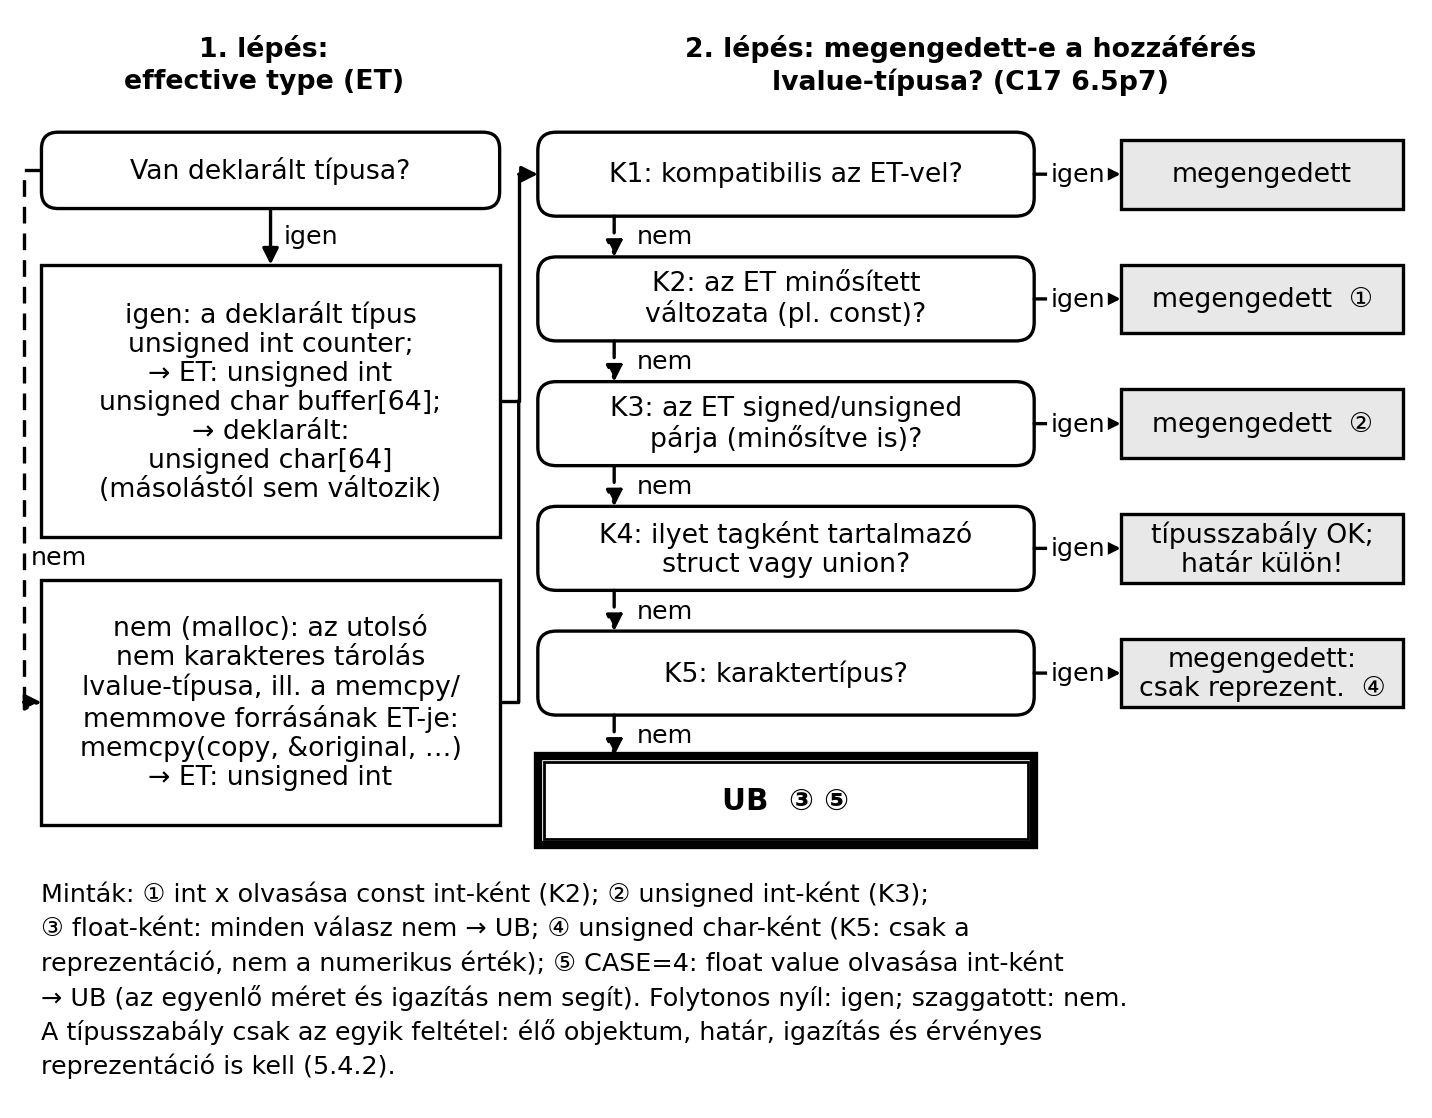 1. lépés:
effective type (ET)
Van deklarált típusa?
igen
igen: a deklarált típus
unsigned int counter;
→ ET: unsigned int
unsigned char buffer[64];
→ deklarált:
unsigned char[64]
(másolástól sem változik)
nem
nem (malloc): az utolsó
nem karakteres tárolás
lvalue-típusa, ill. a memcpy/
memmove forrásának ET-je:
memcpy(copy, &original, …)
→ ET: unsigned int
2. lépés: megengedett-e a hozzáférés
lvalue-típusa? (C17 6.5p7)
K1: kompatibilis az ET-vel?
igen
megengedett
nem
K2: az ET minősített
változata (pl. const)?
igen
megengedett ①
nem
K3: az ET signed/unsigned
párja (minősítve is)?
igen
megengedett ②
nem
K4: ilyet tagként tartalmazó
struct vagy union?
igen
típusszabály OK;
határ külön!
nem
K5: karaktertípus?
igen
megengedett:
csak reprezent. ④
nem
UB ③ ⑤
Minták: ① int x olvasása const int-ként (K2); ② unsigned int-ként (K3);
③ float-ként: minden válasz nem → UB; ④ unsigned char-ként (K5: csak a
reprezentáció, nem a numerikus érték); ⑤ CASE=4: float value olvasása int-ként
→ UB (az egyenlő méret és igazítás nem segít). Folytonos nyíl: igen; szaggatott: nem.
A típusszabály csak az egyik feltétel: élő objektum, határ, igazítás és érvényes
reprezentáció is kell (5.4.2).